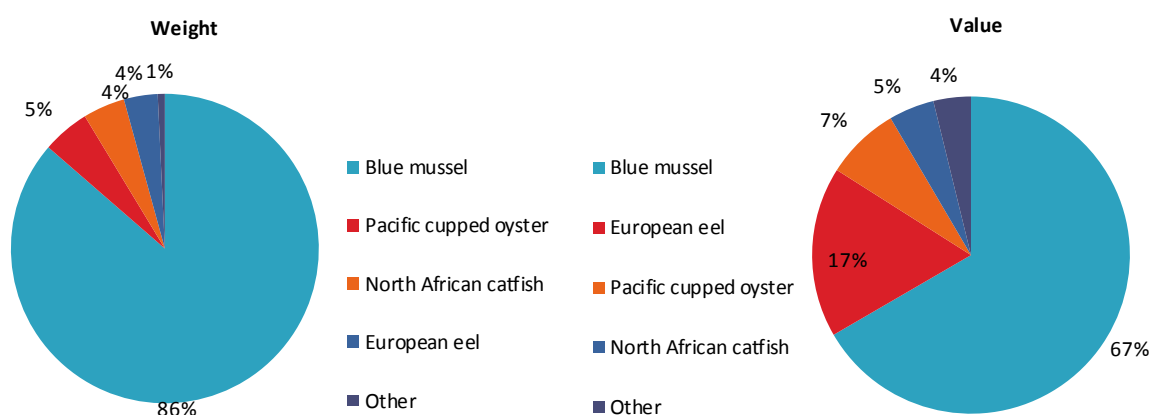 Weight
4%
1%
4%
5%
86%
Blue mussel
Pacific cupped oyster
North African catfish
European eel
Other
Value
4%
5%
7%
17%
67%
Blue mussel
European eel
Pacific cupped oyster
North African catfish
Other